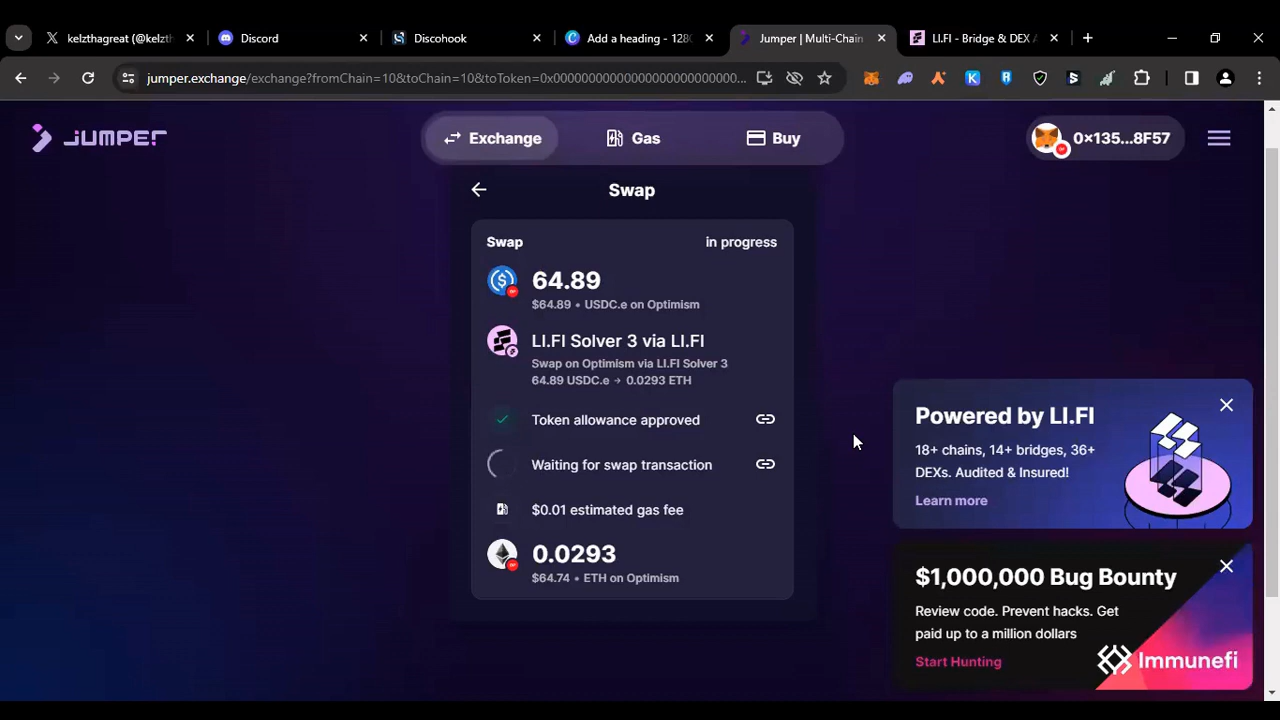 kelzthagreat (@kelzth
Discord
Discohook
Add a heading - 128
Jumper | Multi-Chain
LI.FI - Bridge & DEX A
jumper.exchange/exchange?fromChain=10&toChain=10&toToken=0x0000000000000000000000000...
JUMPER
Exchange
Gas
Buy
0×135...8F57
Swap
Swap
in progress
64.89
$64.89 • USDC.e on Optimism
LI.FI Solver 3 via LI.FI
Swap on Optimism via LI.FI Solver 3
64.89 USDC.e → 0.0293 ETH
Token allowance approved
Waiting for swap transaction
$0.01 estimated gas fee
0.0293
$64.74 • ETH on Optimism
Powered by LI.FI
18+ chains, 14+ bridges, 36+
DEXs. Audited & Insured!
Learn more
$1,000,000 Bug Bounty
Review code. Prevent hacks. Get
paid up to a million dollars
Start Hunting
Immunefi